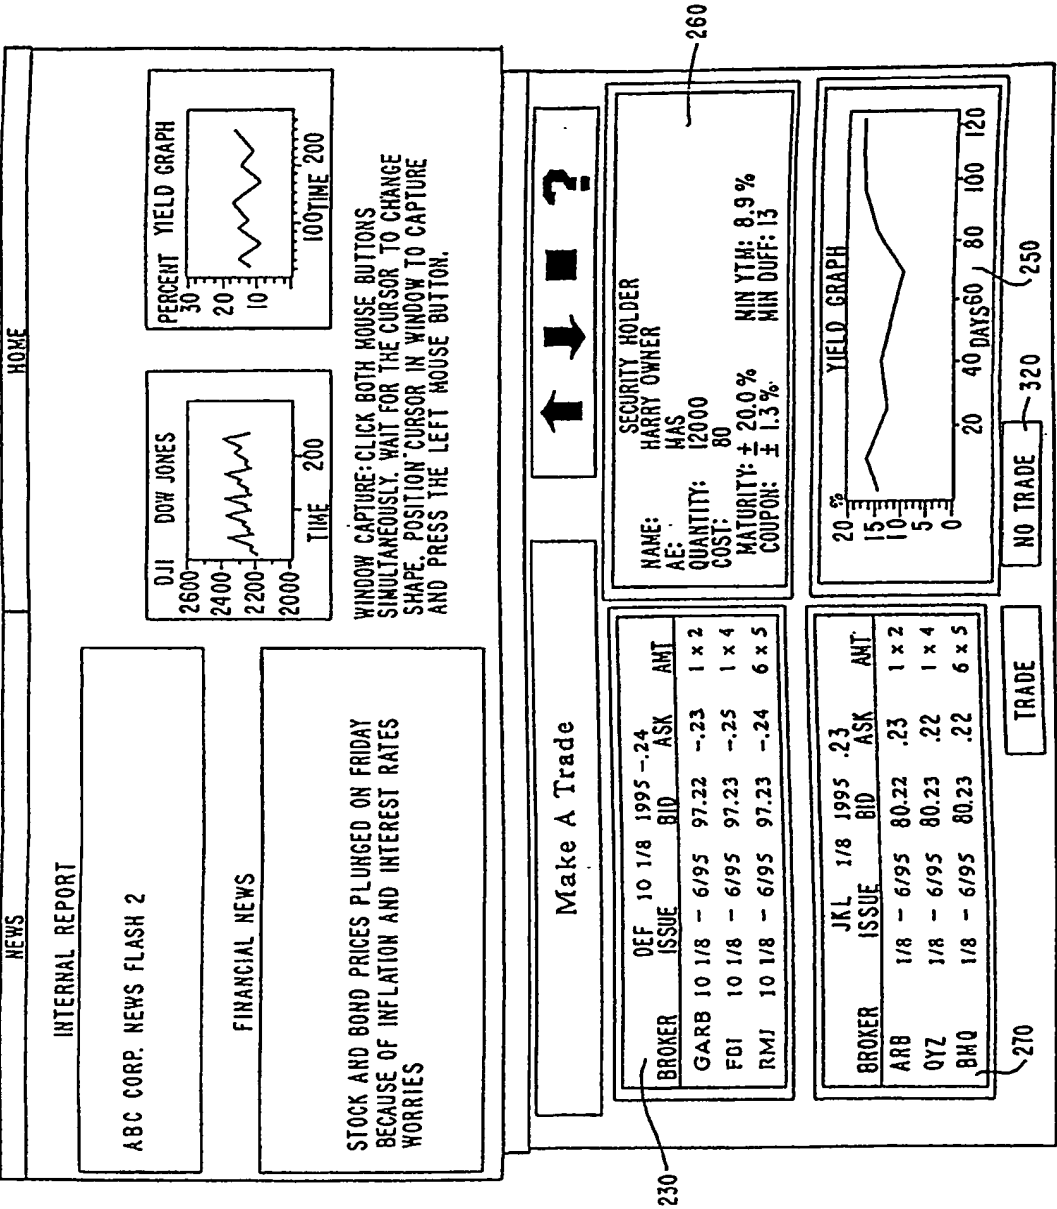 NEWS
HOME
INTERNAL REPORT
ABC CORP. NEWS FLASH 2
FINANCIAL NEWS
STOCK AND BOND PRICES PLUNGED ON FRIDAY
BECAUSE OF INFLATION AND INTEREST RATES
WORRIES
DJI DOW JONES
2600
2400
2200
2000
200
TIME
PERCENT YIELD GRAPH
30
20
10
100 TIME 200
WINDOW CAPTURE: CLICK BOTH MOUSE BUTTONS
SIMULTANEOUSLY. WAIT FOR THE CURSOR TO CHANGE
SHAPE. POSITION CURSOR IN WINDOW TO CAPTURE
AND PRESS THE LEFT MOUSE BUTTON.
Make A Trade
?
230
DEF 10 1/8 1995 -.24
BROKER ISSUE BID ASK AMT
GARB 10 1/8 - 6/95 97.22 -.23 1 x 2
FDI 10 1/8 - 6/95 97.23 -.25 1 x 4
RMJ 10 1/8 - 6/95 97.23 -.24 6 x 5
260
SECURITY HOLDER
NAME: HARRY OWNER
AE: MAS
QUANTITY: 12000
COST: 80
MATURITY: ± 20.0% MIN YTM: 8.9%
COUPON: ± 1.3% MIN DUFF: 13
JKL 1/8 1995 .23
BROKER ISSUE BID ASK AMT
ARB 1/8 - 6/95 80.22 .23 1 x 2
QYZ 1/8 - 6/95 80.23 .22 1 x 4
BMQ 1/8 - 6/95 80.23 .22 6 x 5
270
YIELD GRAPH
%
20
15
10
5
0
20 40 60 80 100 120
DAYS
250
TRADE
NO TRADE
320